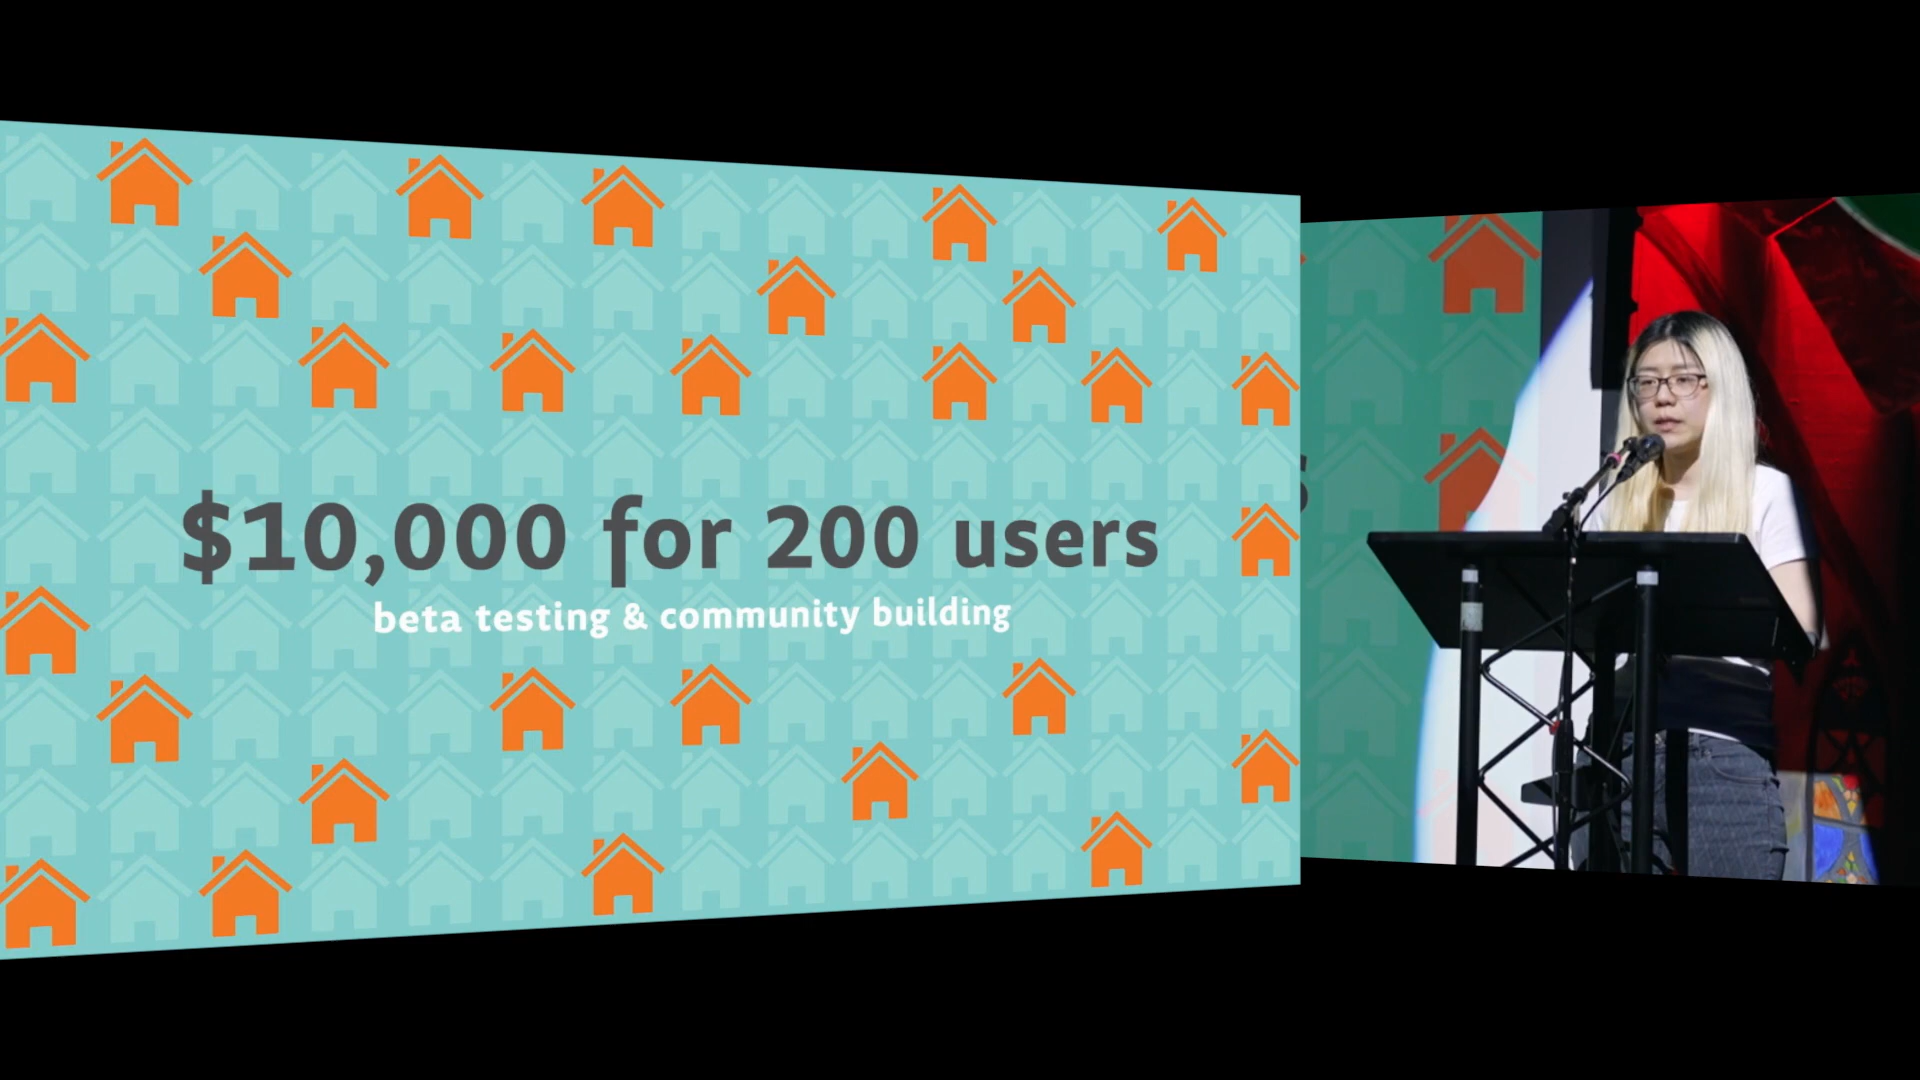 $10,000 for 200 users
beta testing & community building